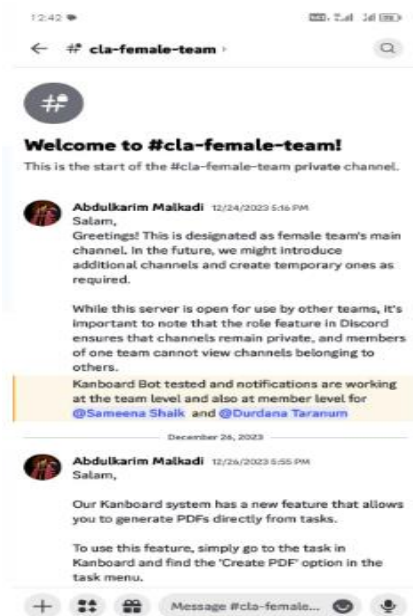 12:42
# cla-female-team
Welcome to #cla-female-team!
This is the start of the #cla-female-team private channel.
Abdulkarim Malkadi 12/24/2023 5:16 PM
Salam,
Greetings! This is designated as female team's main
channel. In the future, we might introduce
additional channels and create temporary ones as
required.
While this server is open for use by other teams, it's
important to note that the role feature in Discord
ensures that channels remain private, and members
of one team cannot view channels belonging to
others.
Kanboard Bot tested and notifications are working
at the team level and also at member level for
@Sameena Shaik and @Durdana Taranum
December 26, 2023
Abdulkarim Malkadi 12/26/2023 5:55 PM
Salam,
Our Kanboard system has a new feature that allows
you to generate PDFs directly from tasks.
To use this feature, simply go to the task in
Kanboard and find the 'Create PDF' option in the
task menu.
Message #cla-female...